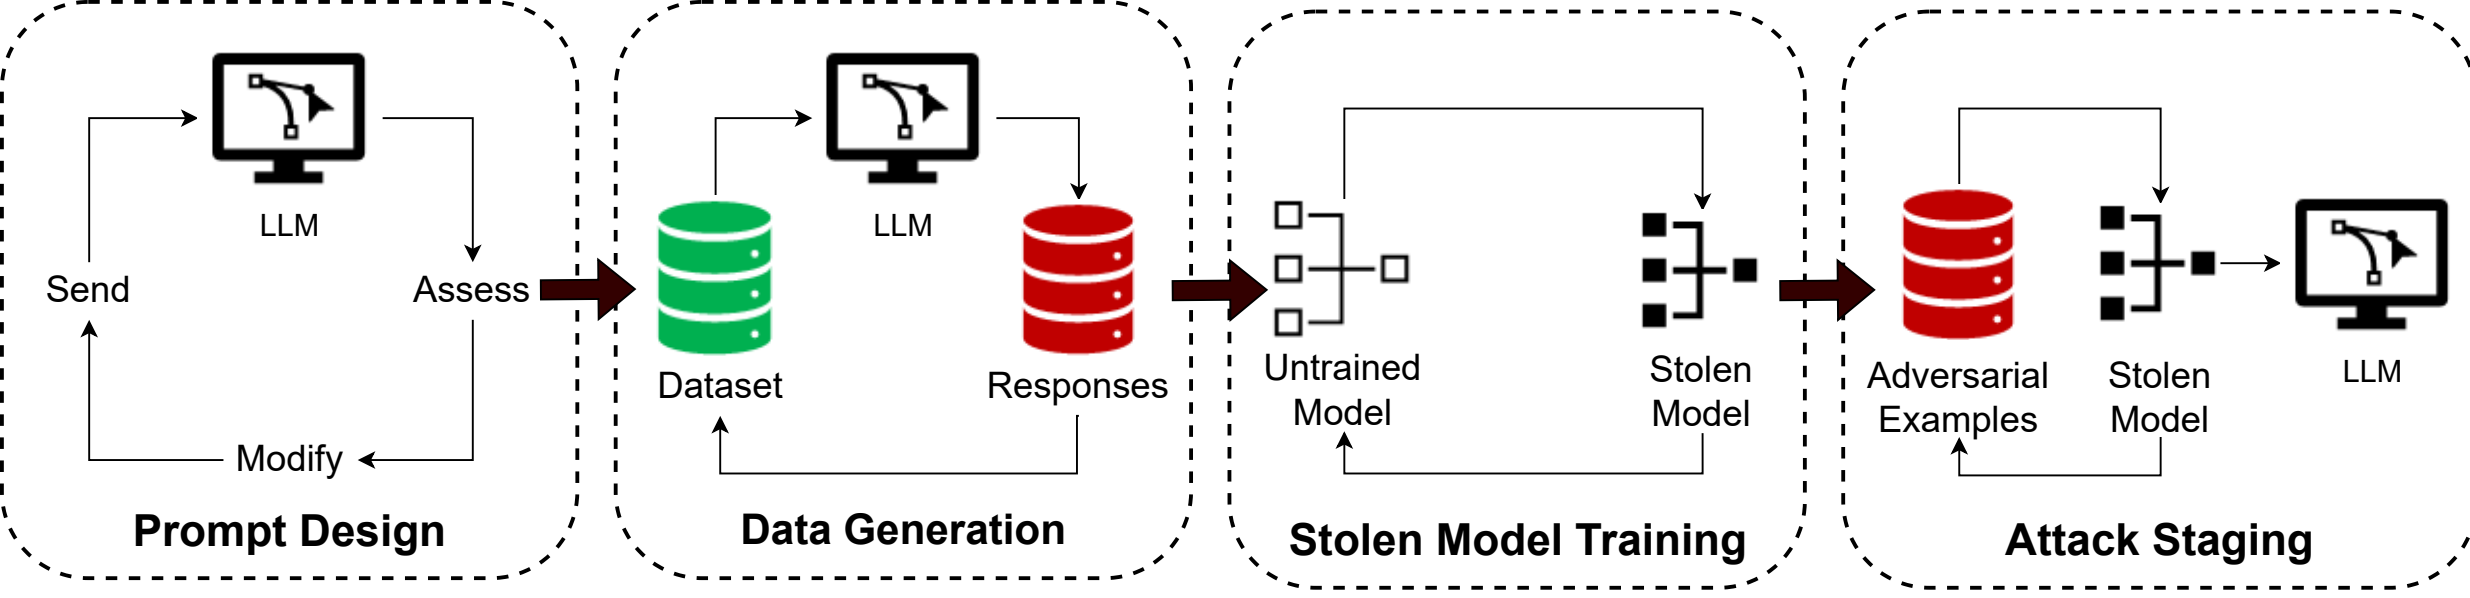 LLM
Send
Assess
Modify
Prompt Design
LLM
Dataset
Responses
Data Generation
Untrained
Model
Stolen
Model
Stolen Model Training
Adversarial
Examples
Stolen
Model
LLM
Attack Staging